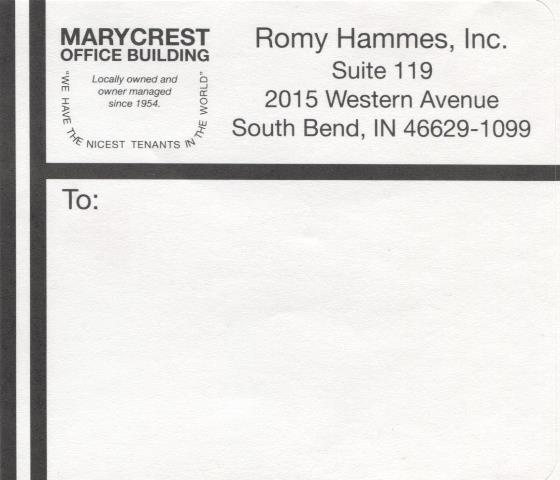 MARYCREST
OFFICE BUILDING
Locally owned and
owner managed
since 1954.
"WE HAVE THE NICEST TENANTS IN THE WORLD"
Romy Hammes, Inc.
Suite 119
2015 Western Avenue
South Bend, IN 46629-1099
To: